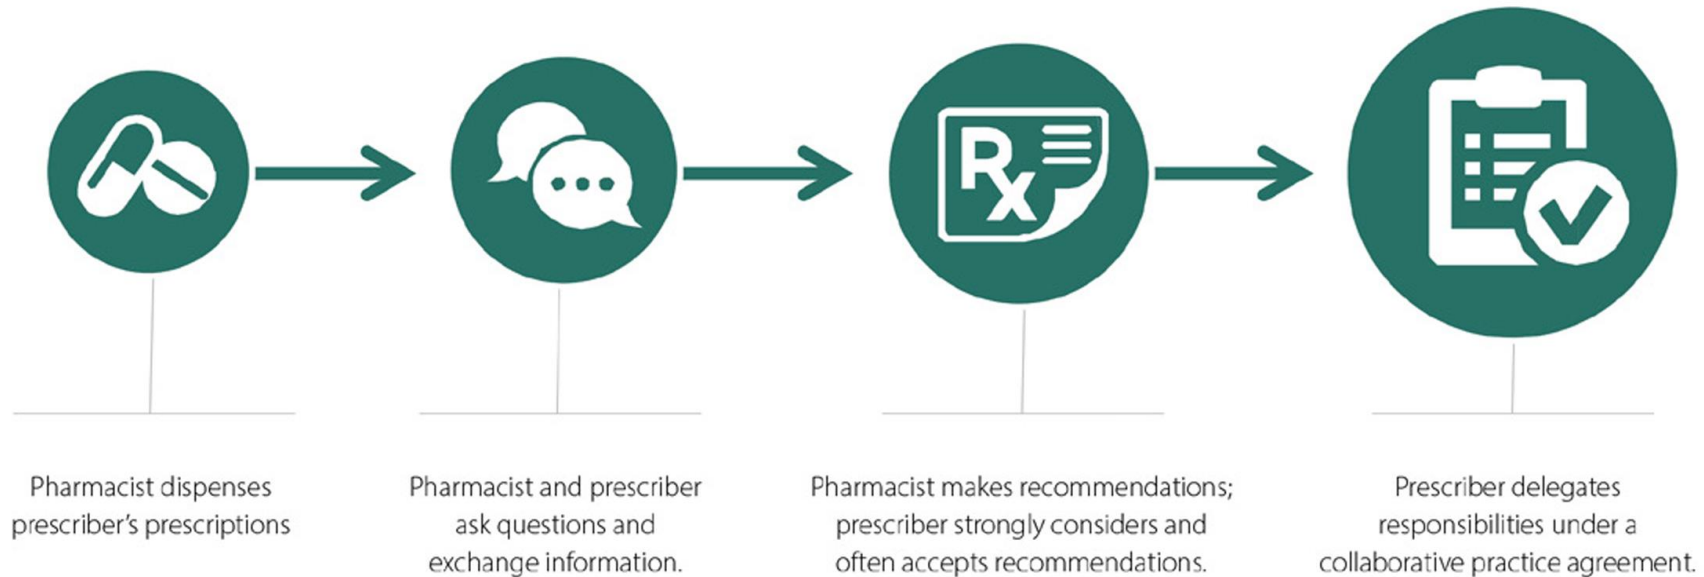 Rx
Pharmacist dispenses
prescriber's prescriptions
Pharmacist and prescriber
ask questions and
exchange information.
Pharmacist makes recommendations;
prescriber strongly considers and
often accepts recommendations.
Prescriber delegates
responsibilities under a
collaborative practice agreement.